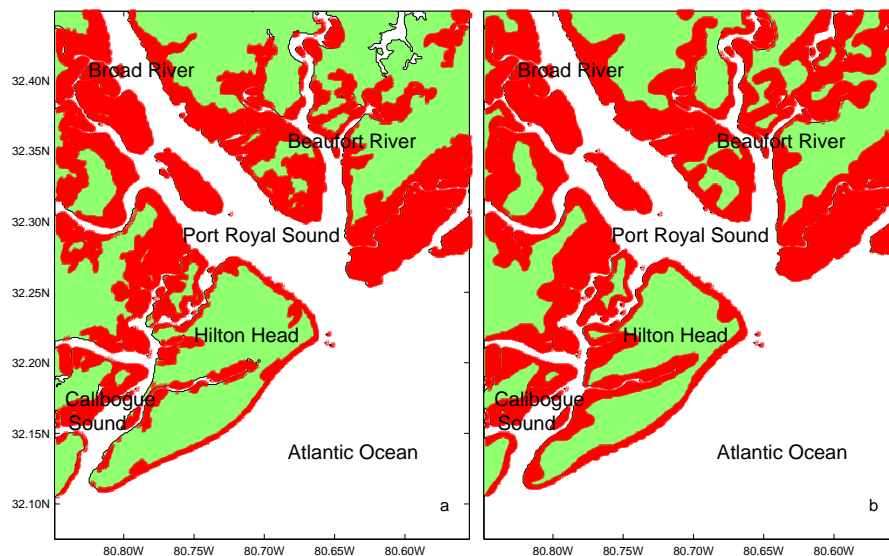 32.40N
32.35N
32.30N
32.25N
32.20N
32.15N
32.10N
Broad River
Beaufort River
Port Royal Sound
Hilton Head
Calibogue
Sound
Atlantic Ocean
a
80.80W 80.75W 80.70W 80.65W 80.60W
Broad River
Beaufort River
Port Royal Sound
Hilton Head
Calibogue
Sound
Atlantic Ocean
b
80.80W 80.75W 80.70W 80.65W 80.60W